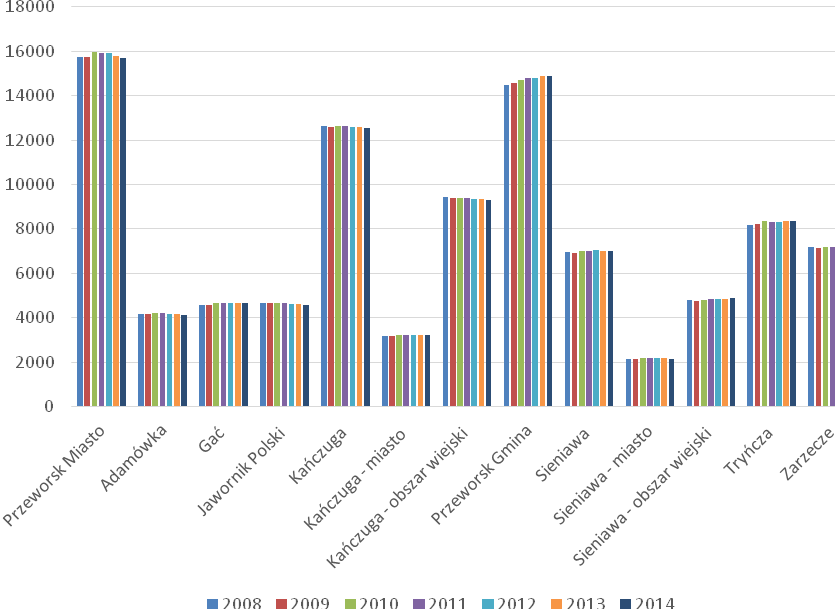 18000
16000
14000
12000
10000
8000
6000
4000
2000
0
Przeworsk Miasto
Adamówka
Gać
Jawornik Polski
Kańczuga
Kańczuga - miasto
Kańczuga - obszar wiejski
Przeworsk Gmina
Sieniawa
Sieniawa - miasto
Sieniawa - obszar wiejski
Tryńcza
Zarzecze
2008 2009 2010 2011 2012 2013 2014